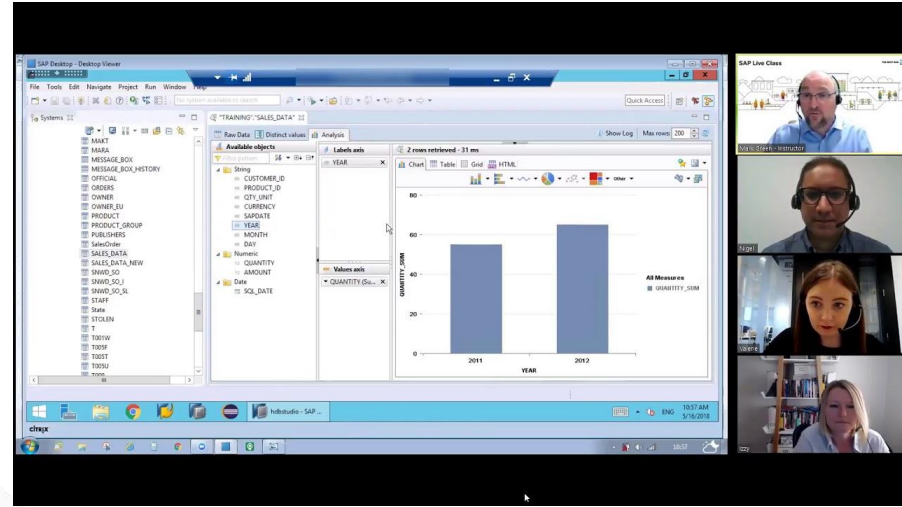 SAP Desktop - Desktop Viewer
File Tools Edit Navigate Project Run Window
Quick Access
Systems
"TRAINING"."SALES_DATA"
MAKT
MARA
MESSAGE_BOX
MESSAGE_BOX_HISTORY
OFFICIAL
ORDERS
OWNER
OWNER_EU
PRODUCT
PRODUCT_GROUP
PUBLISHERS
SalesOrder
SALES_DATA
SALES_DATA_NEW
SNWD_SO
SNWD_SO_I
SNWD_SO_SL
STAFF
Stata
STOLEN
T
T001W
T005F
T005T
T005U
Raw Data Distinct values Analysis
Show Log Max rows: 200
Available objects
String
CUSTOMER_ID
PRODUCT_ID
QTY_UNIT
CURRENCY
SAPDATE
YEAR
MONTH
DAY
Numeric
QUANTITY
AMOUNT
Date
SQL_DATE
Labels axis
YEAR
Values axis
QUANTITY (Su...
2 rows retrieved - 31 ms
Chart Table Grid HTML
Other
80
60
40
20
0
QUANTITY_SUM
2011 2012
YEAR
All Measures
QUANTITY_SUM
hdbstudio - SAP ...
ENG
10:57 AM
5/16/2018
CITRIX
10:57
SAP Live Class
Mark Green - Instructor
Nigel
Valerie
Izzy